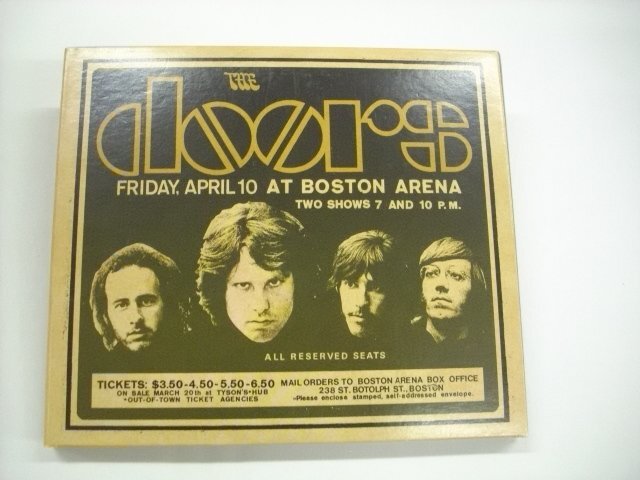 THE
doors
FRIDAY, APRIL 10 AT BOSTON ARENA
TWO SHOWS 7 AND 10 P.M.
ALL RESERVED SEATS
TICKETS: $3.50-4.50-5.50-6.50
ON SALE MARCH 20th at TYSON'S•HUB
•OUT-OF-TOWN TICKET AGENCIES
MAIL ORDERS TO BOSTON ARENA BOX OFFICE
238 ST. BOTOLPH ST., BOSTON
•Please enclose stamped, self-addressed envelope.